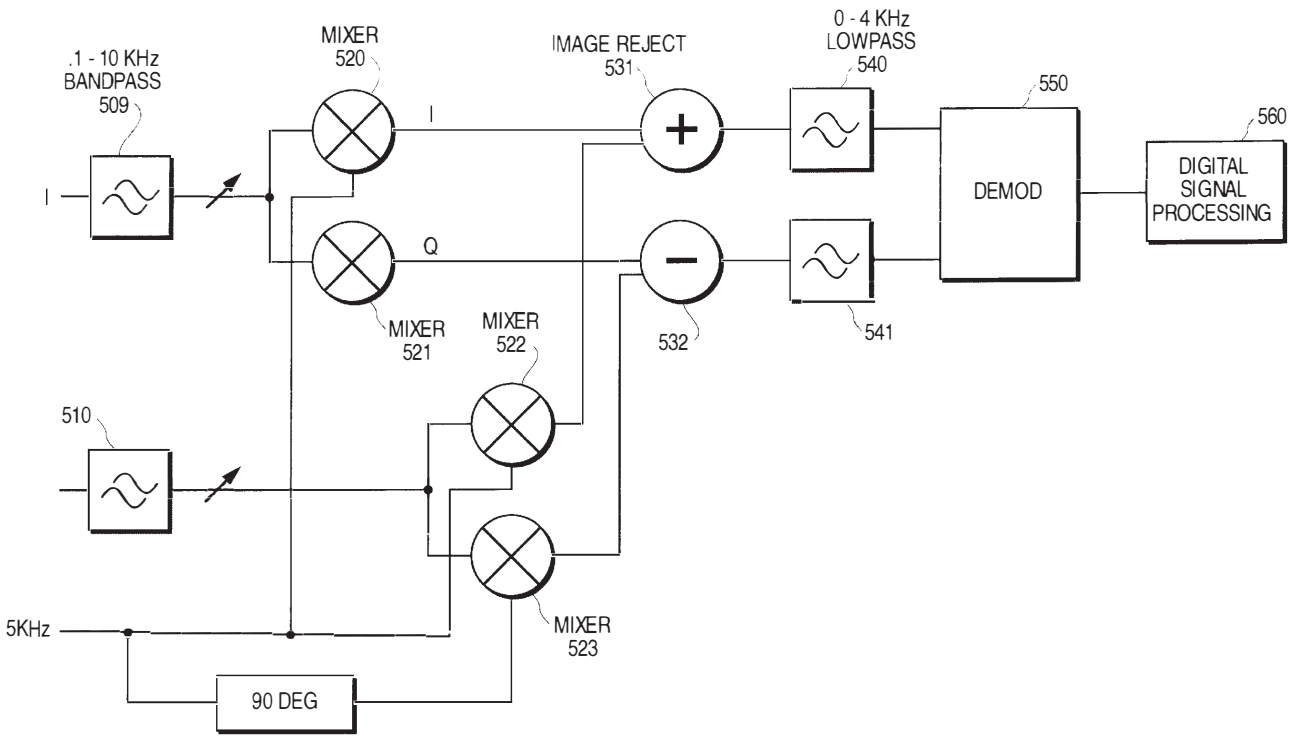 .1 - 10 KHz
BANDPASS
509
MIXER
520
IMAGE REJECT
531
0 - 4 KHz
LOWPASS
540
550
560
I
I
Q
DEMOD
DIGITAL
SIGNAL
PROCESSING
MIXER
521
MIXER
522
532
541
510
5KHz
90 DEG
MIXER
523